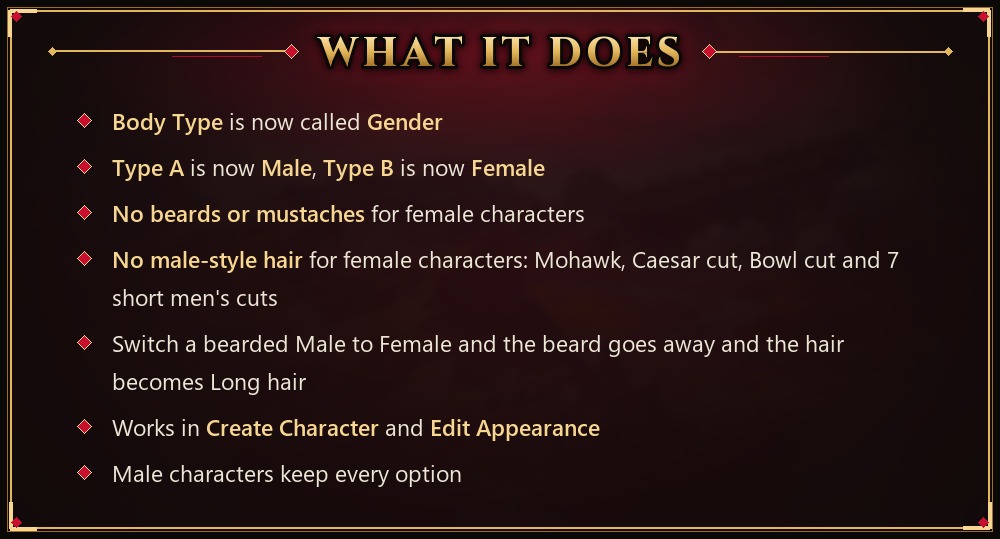 WHAT IT DOES
Body Type is now called Gender
Type A is now Male, Type B is now Female
No beards or mustaches for female characters
No male-style hair for female characters: Mohawk, Caesar cut, Bowl cut and 7
short men's cuts
Switch a bearded Male to Female and the beard goes away and the hair
becomes Long hair
Works in Create Character and Edit Appearance
Male characters keep every option